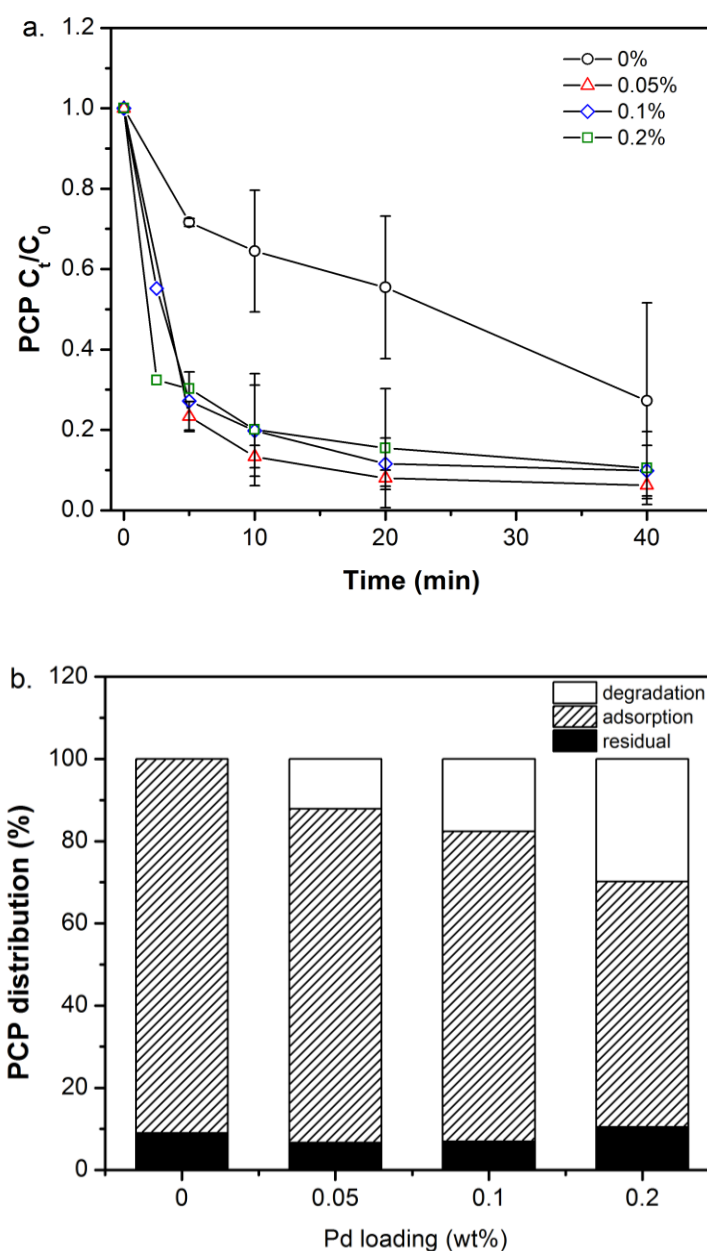 a.
1.2
1.0
0.8
0.6
0.4
0.2
0.0
PCP Ct/C0
0%
0.05%
0.1%
0.2%
0 10 20 30 40
Time (min)
b.
120
100
80
60
40
20
0
PCP distribution (%)
degradation
adsorption
residual
0 0.05 0.1 0.2
Pd loading (wt%)